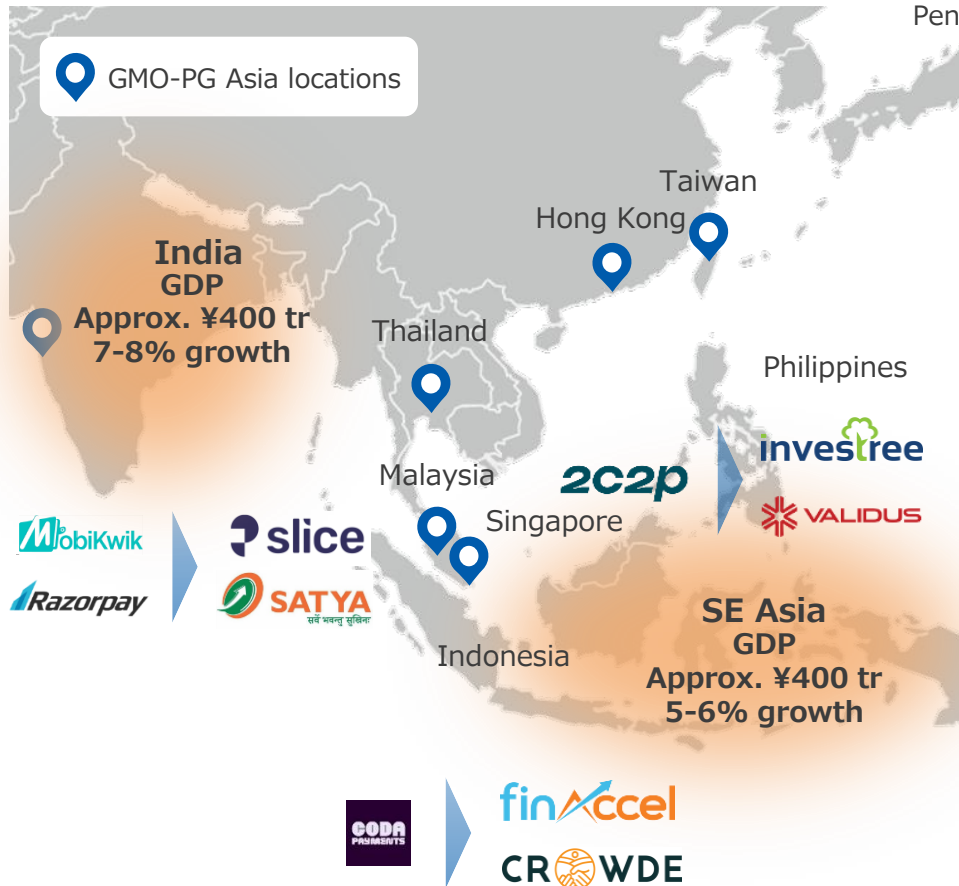 Pen
GMO-PG Asia locations
Taiwan
Hong Kong
India
GDP
Approx. ¥400 tr
7-8% growth
Thailand
Philippines
investree
Malaysia
2c2p
VALIDUS
Singapore
MobiKwik
slice
Razorpay
SATYA
सर्वे भवन्तु सुखिनः
SE Asia
GDP
Approx. ¥400 tr
5-6% growth
Indonesia
CODA
PAYMENTS
finAccel
CROWDE